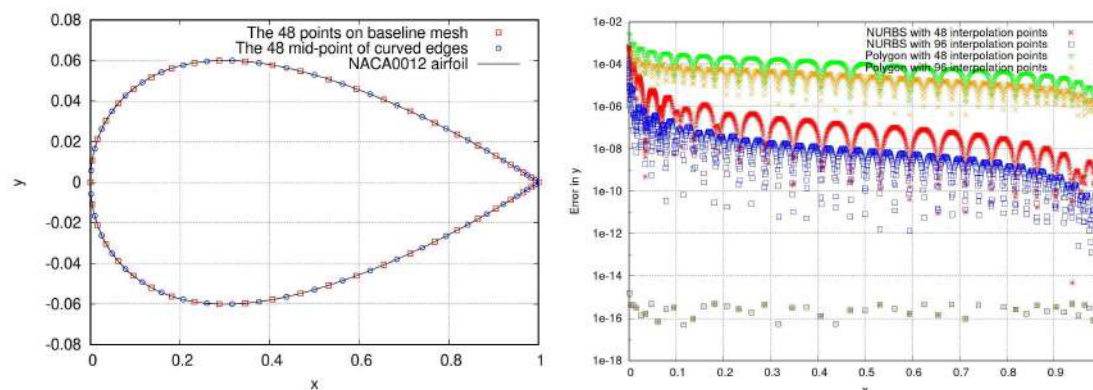 0.08
0.06
0.04
0.02
0
-0.02
-0.04
-0.06
-0.08
y
The 48 points on baseline mesh
The 48 mid-point of curved edges
NACA0012 airfoil
0 0.2 0.4 0.6 0.8 1
x
1e-02
1e-04
1e-06
1e-08
1e-10
1e-12
1e-14
1e-16
1e-18
Error in y
NURBS with 48 interpolation points
NURBS with 96 interpolation points
Polygon with 48 interpolation points
Polygon with 96 interpolation points
0 0.1 0.2 0.3 0.4 0.5 0.6 0.7 0.8 0.9